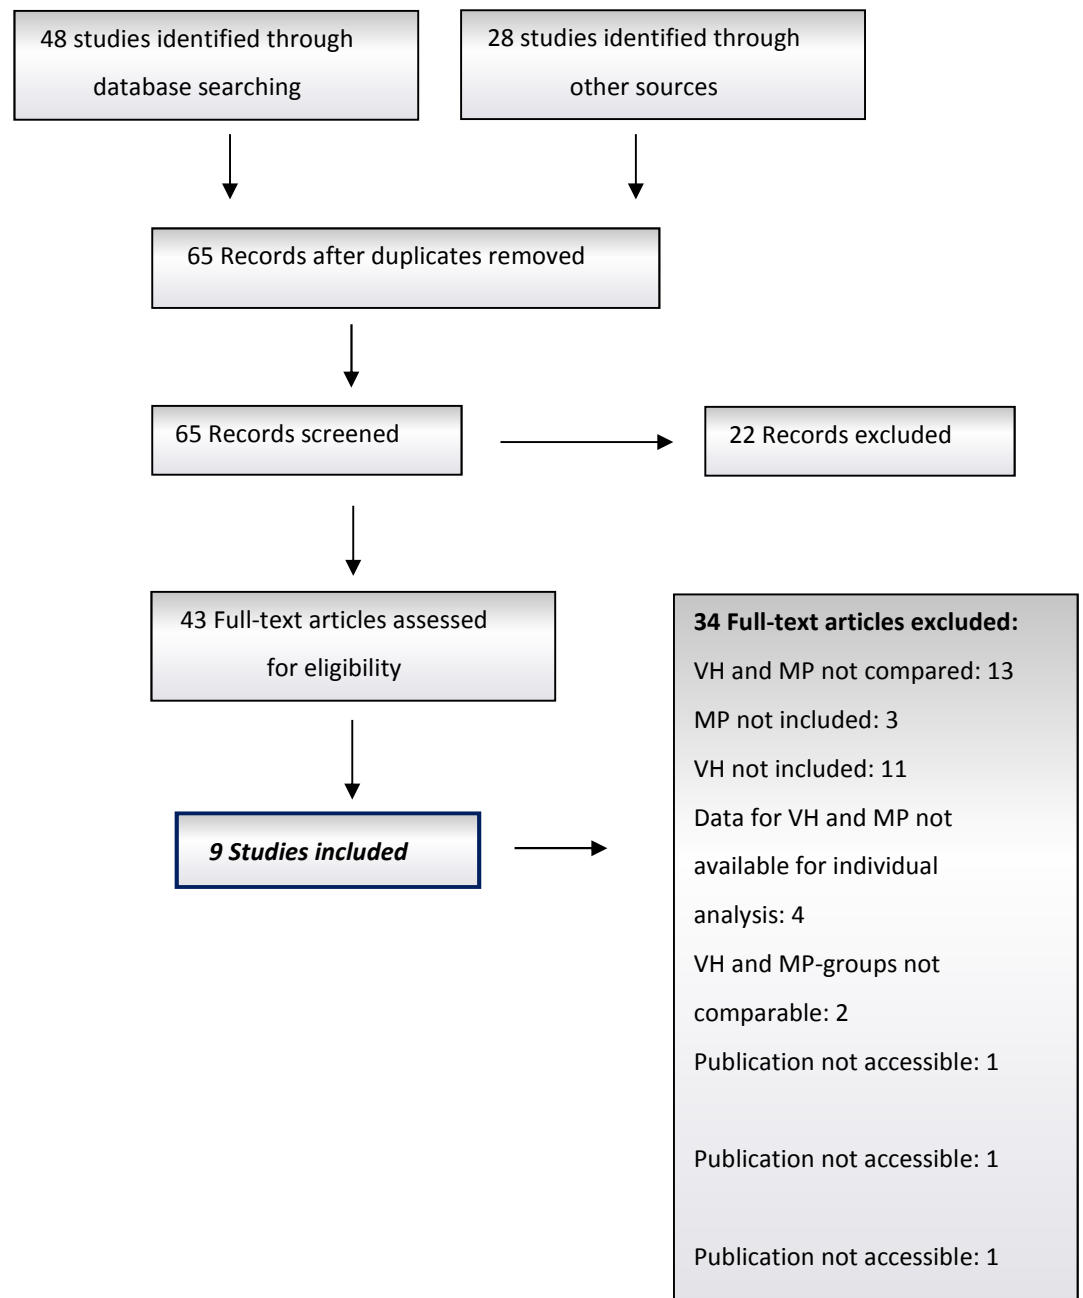 48 studies identified through
database searching
28 studies identified through
other sources
65 Records after duplicates removed
65 Records screened
22 Records excluded
43 Full-text articles assessed
for eligibility
34 Full-text articles excluded:
VH and MP not compared: 13
MP not included: 3
VH not included: 11
Data for VH and MP not
available for individual
analysis: 4
VH and MP-groups not
comparable: 2
Publication not accessible: 1
Publication not accessible: 1
Publication not accessible: 1
9 Studies included